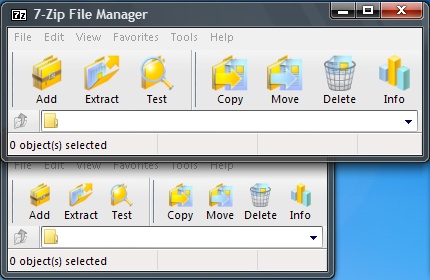 7-Zip File Manager
File Edit View Favorites Tools Help
Add Extract Test Copy Move Delete Info
0 object(s) selected
File Edit View Favorites Tools Help
Add Extract Test Copy Move Delete Info
0 object(s) selected